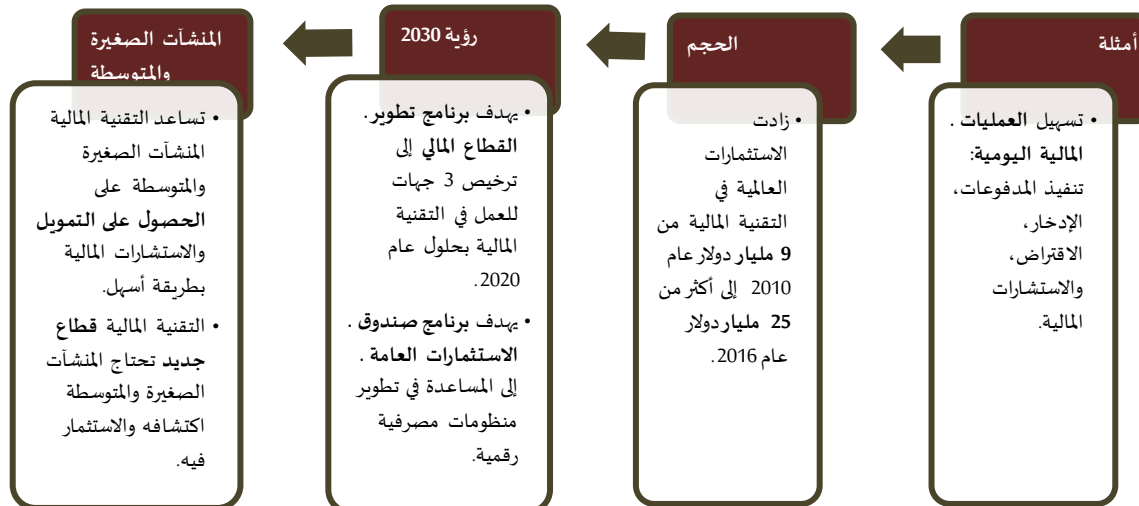 أمثلة
• تسهيل العمليات .
المالية اليومية:
تنفيذ المدفوعات،
الإدخار،
الاقتراض،
والاستشارات
المالية.
الحجم
• زادت
الاستثمارات
العالمية في
التقنية المالية من
9 مليار دولار عام
2010 إلى أكثر من
25 مليار دولار
عام 2016.
رؤية 2030
• يهدف برنامج تطوير.
القطاع المالي إلى
ترخيص 3 جهات
للعمل في التقنية
المالية بحلول عام
2020.
• يهدف برنامج صندوق .
الاستثمارات العامة .
إلى المساعدة في تطوير
منظومات مصرفية
رقمية.
المنشآت الصغيرة
والمتوسطة
• تساعد التقنية المالية
المنشآت الصغيرة
والمتوسطة على
الحصول على التمويل
والاستشارات المالية
بطريقة أسهل.
• التقنية المالية قطاع
جديد تحتاج المنشآت
الصغيرة والمتوسطة
اكتشافه والاستثمار
فيه.